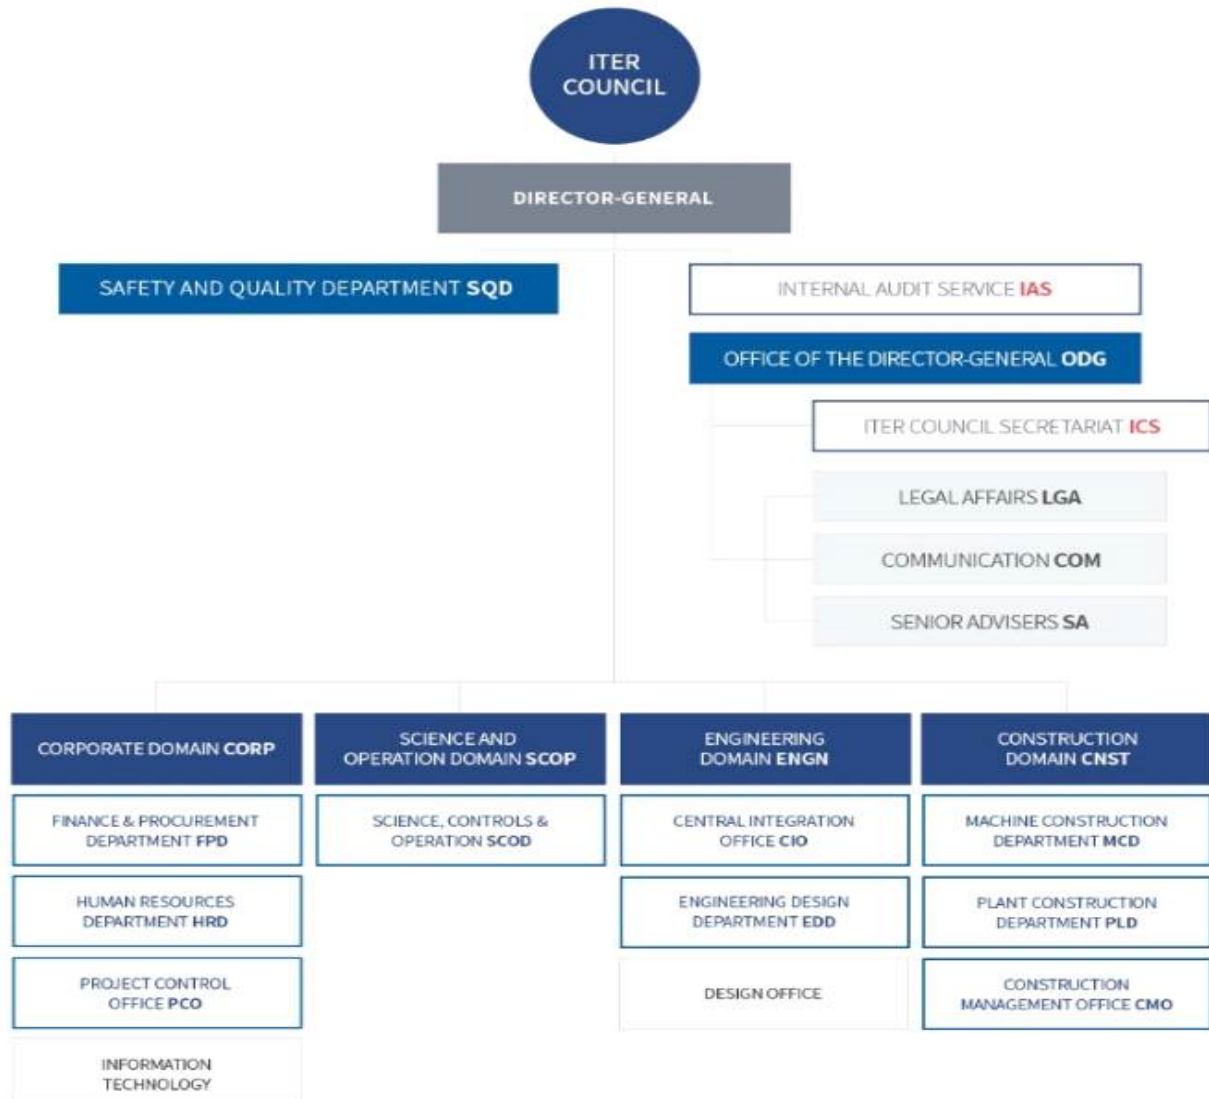 ITER
COUNCIL
DIRECTOR-GENERAL
SAFETY AND QUALITY DEPARTMENT SQD
INTERNAL AUDIT SERVICE IAS
OFFICE OF THE DIRECTOR-GENERAL ODG
ITER COUNCIL SECRETARIAT ICS
LEGAL AFFAIRS LGA
COMMUNICATION COM
SENIOR ADVISERS SA
CORPORATE DOMAIN CORP
FINANCE & PROCUREMENT
DEPARTMENT FPD
HUMAN RESOURCES
DEPARTMENT HRD
PROJECT CONTROL
OFFICE PCO
INFORMATION
TECHNOLOGY
SCIENCE AND
OPERATION DOMAIN SCOP
SCIENCE, CONTROLS &
OPERATION SCOD
ENGINEERING
DOMAIN ENGN
CENTRAL INTEGRATION
OFFICE CIO
ENGINEERING DESIGN
DEPARTMENT EDD
DESIGN OFFICE
CONSTRUCTION
DOMAIN CNST
MACHINE CONSTRUCTION
DEPARTMENT MCD
PLANT CONSTRUCTION
DEPARTMENT PLD
CONSTRUCTION
MANAGEMENT OFFICE CMO